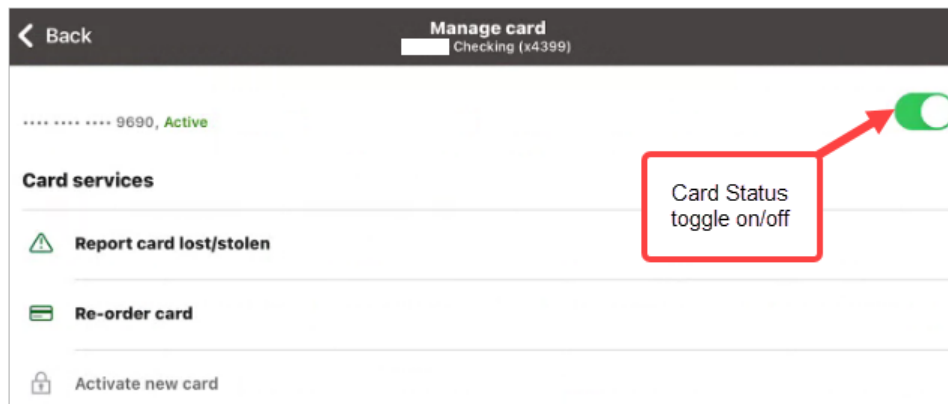 Back
Manage card
Checking (x4399)
•••• •••• •••• 9690, Active
Card services
Card Status
toggle on/off
Report card lost/stolen
Re-order card
Activate new card